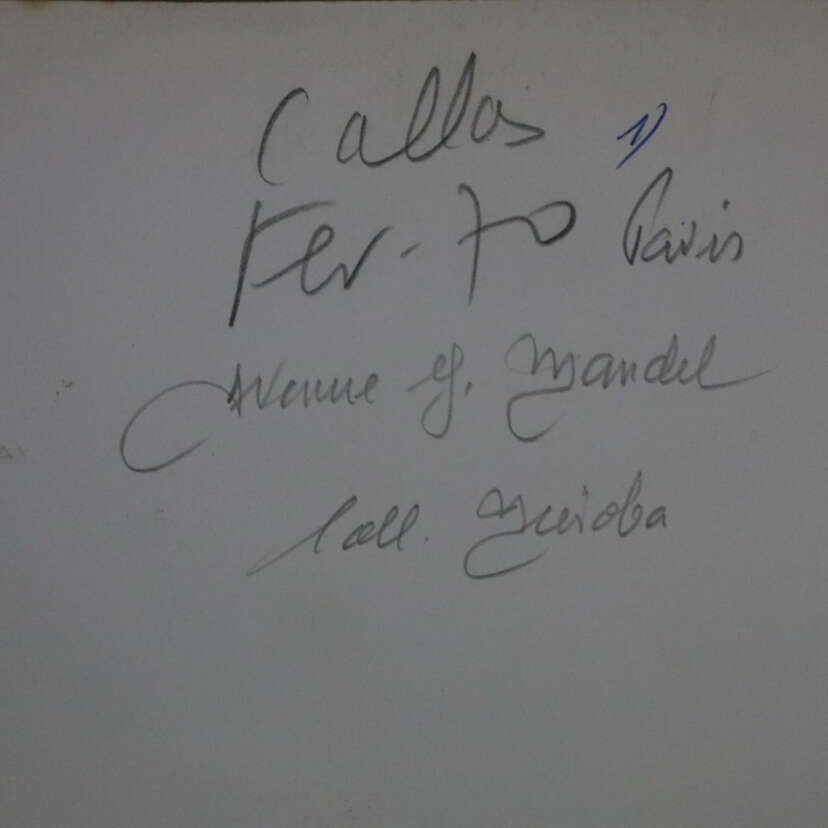 Callas 1)
Fev-70 Paris
Avenue G. Mandel
Coll.